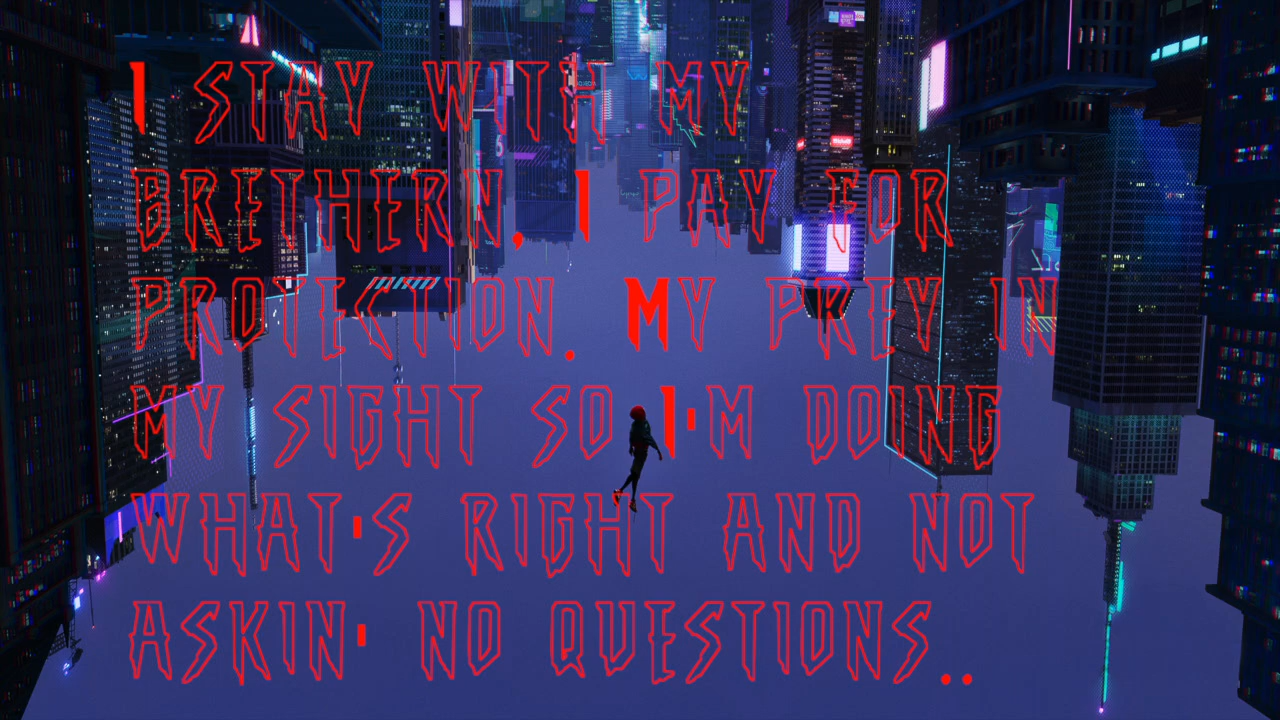 I STAY WITH MY
BRETHERN, I PAY FOR
PROTECTION. MY PREY IN
MY SIGHT SO I'M DOING
WHAT'S RIGHT AND NOT
ASKIN' NO QUESTIONS..